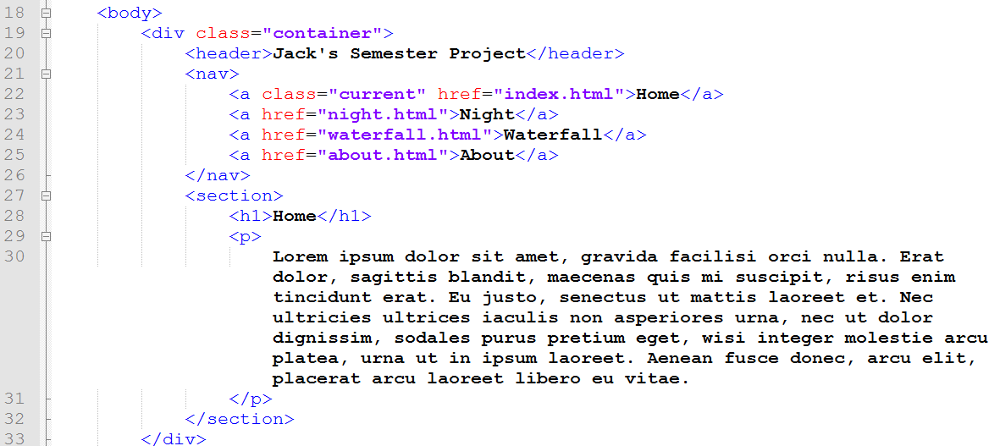 18 <body>
19 <div class="container">
20 <header>Jack's Semester Project</header>
21 <nav>
22 <a class="current" href="index.html">Home</a>
23 <a href="night.html">Night</a>
24 <a href="waterfall.html">Waterfall</a>
25 <a href="about.html">About</a>
26 </nav>
27 <section>
28 <h1>Home</h1>
29 <p>
30 Lorem ipsum dolor sit amet, gravida facilisi orci nulla. Erat
dolor, sagittis blandit, maecenas quis mi suscipit, risus enim
tincidunt erat. Eu justo, senectus ut mattis laoreet et. Nec
ultricies ultrices iaculis non asperiores urna, nec ut dolor
dignissim, sodales purus pretium eget, wisi integer molestie arcu
platea, urna ut in ipsum laoreet. Aenean fusce donec, arcu elit,
placerat arcu laoreet libero eu vitae.
31 </p>
32 </section>
33 </div>